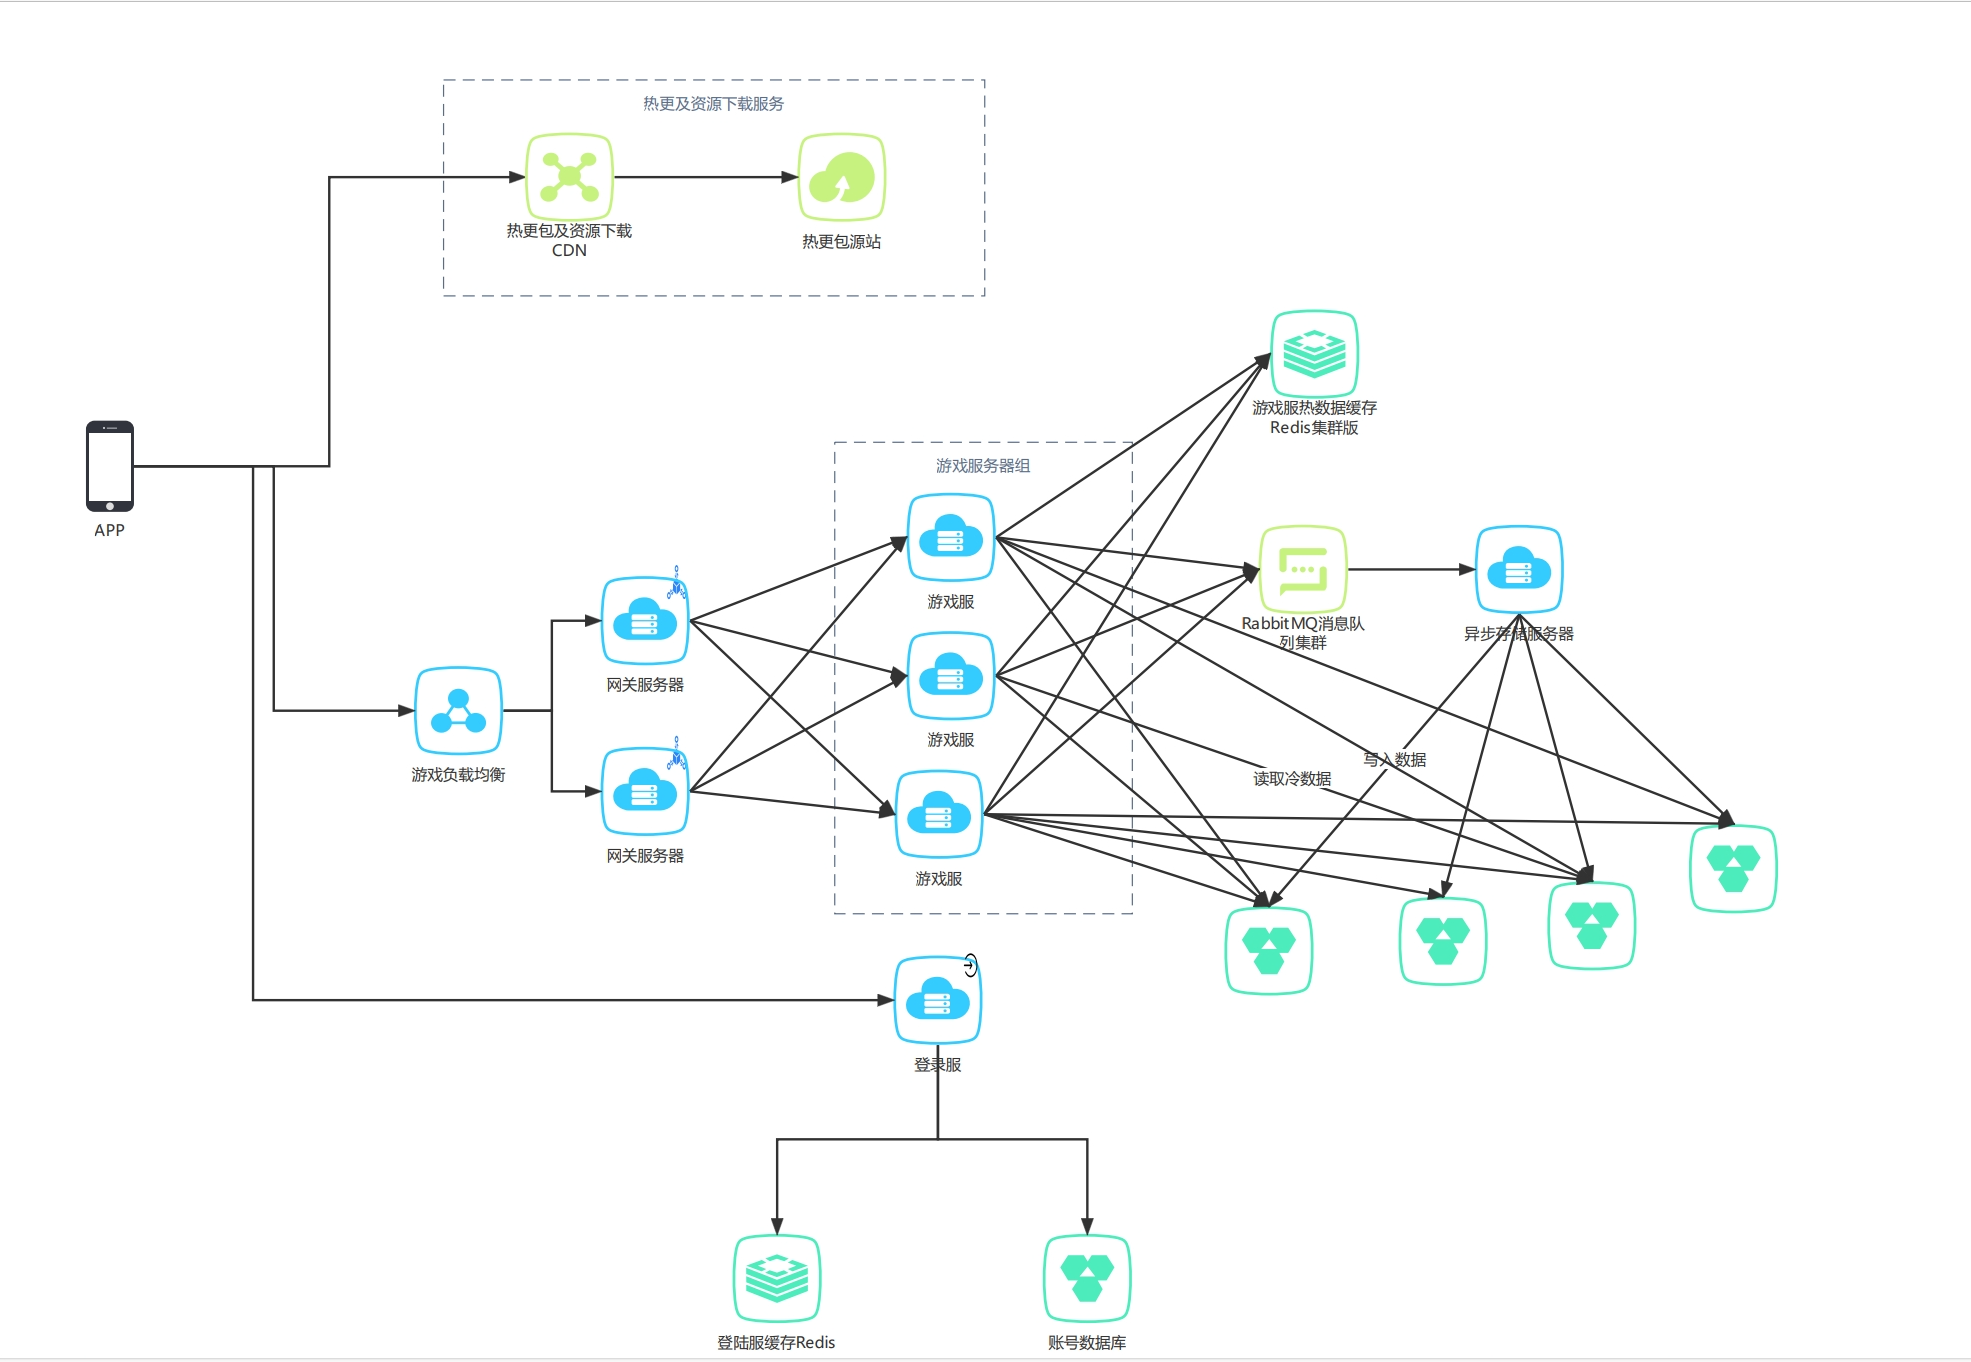 热更及资源下载服务
热更包及资源下载
CDN
热更包源站
游戏服热数据缓存
Redis集群版
APP
游戏服务器组
游戏服
RabbitMQ消息队
列集群
异步存储服务器
网关服务器
游戏服
游戏负载均衡
写入数据
读取冷数据
网关服务器
游戏服
登录服
登陆服缓存Redis
账号数据库